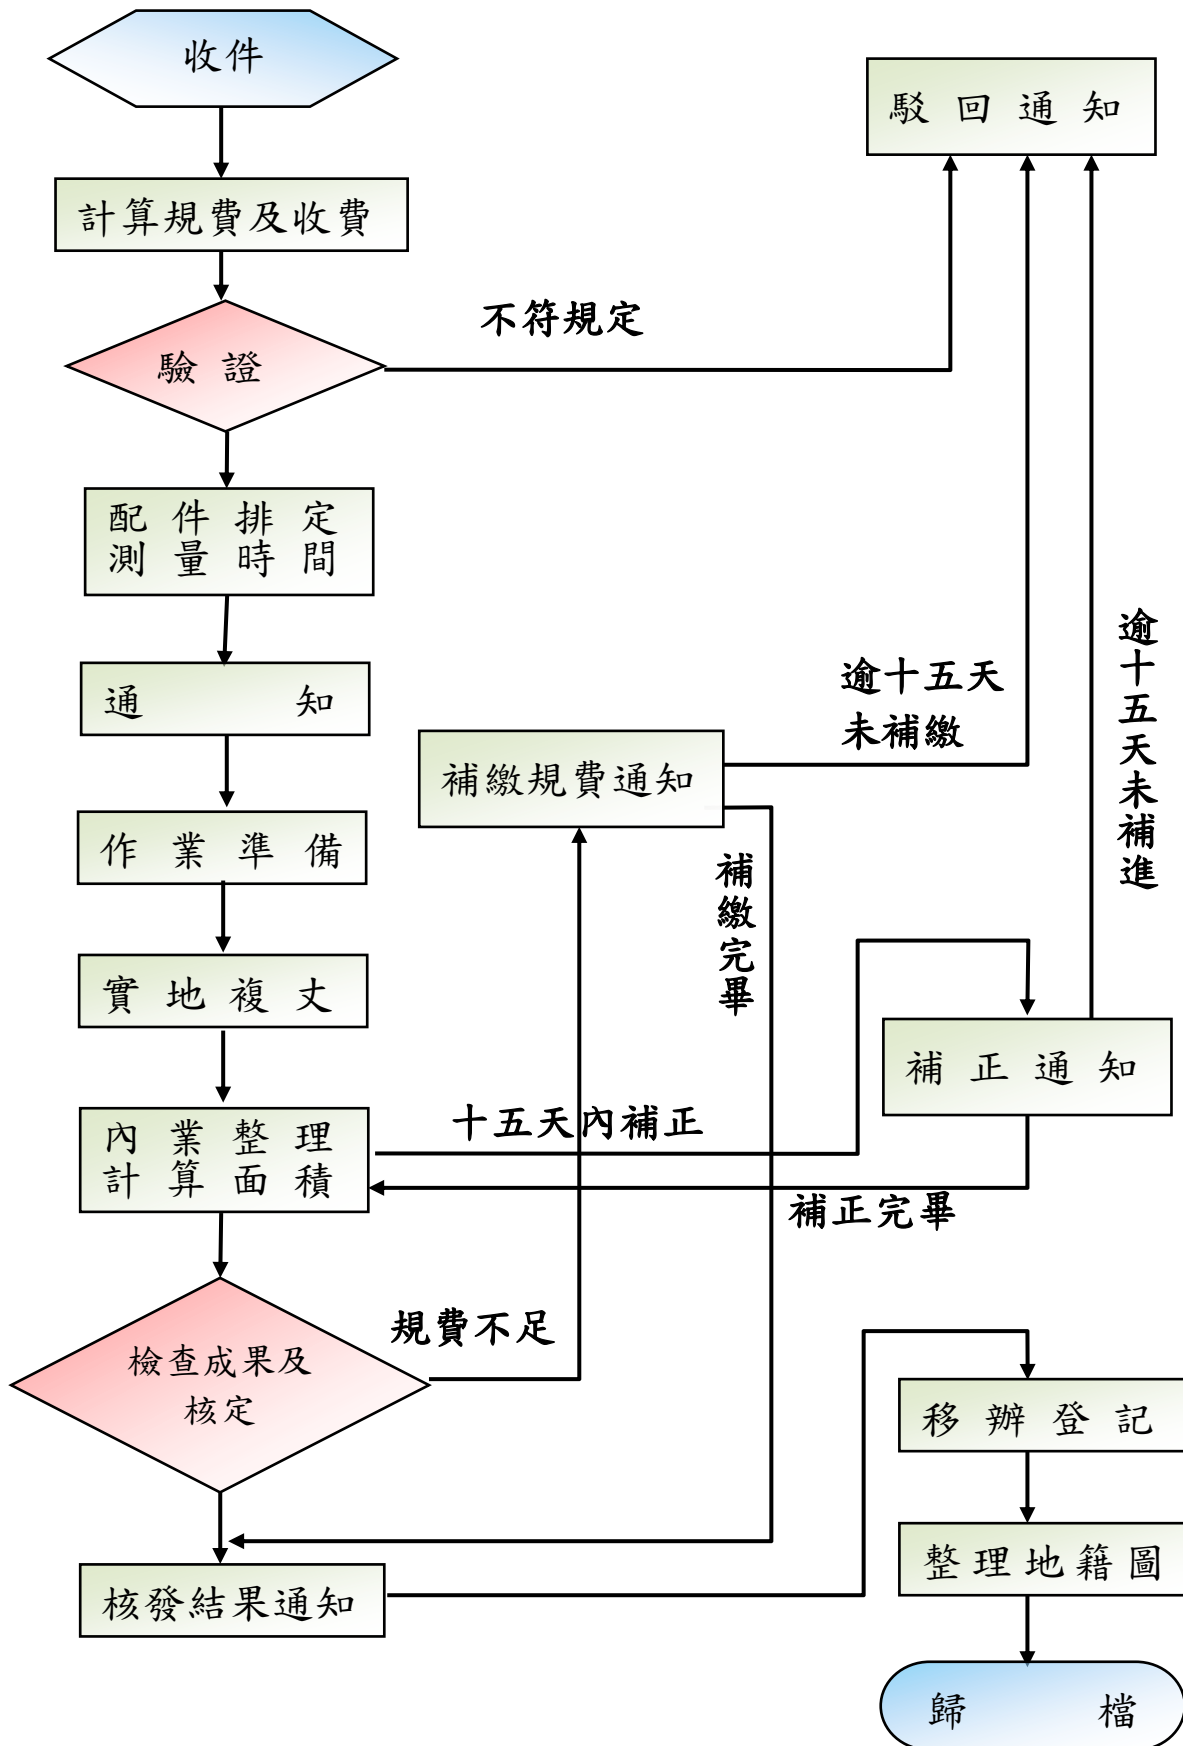 收件
駁回通知
計算規費及收費
不符規定
驗證
配件排定
測量時間
通知
逾十五天
未補繳
逾十五天未補進
補繳規費通知
作業準備
補繳完畢
實地複丈
補正通知
十五天內補正
內業整理
計算面積
補正完畢
規費不足
檢查成果及
核定
移辦登記
整理地籍圖
核發結果通知
歸檔